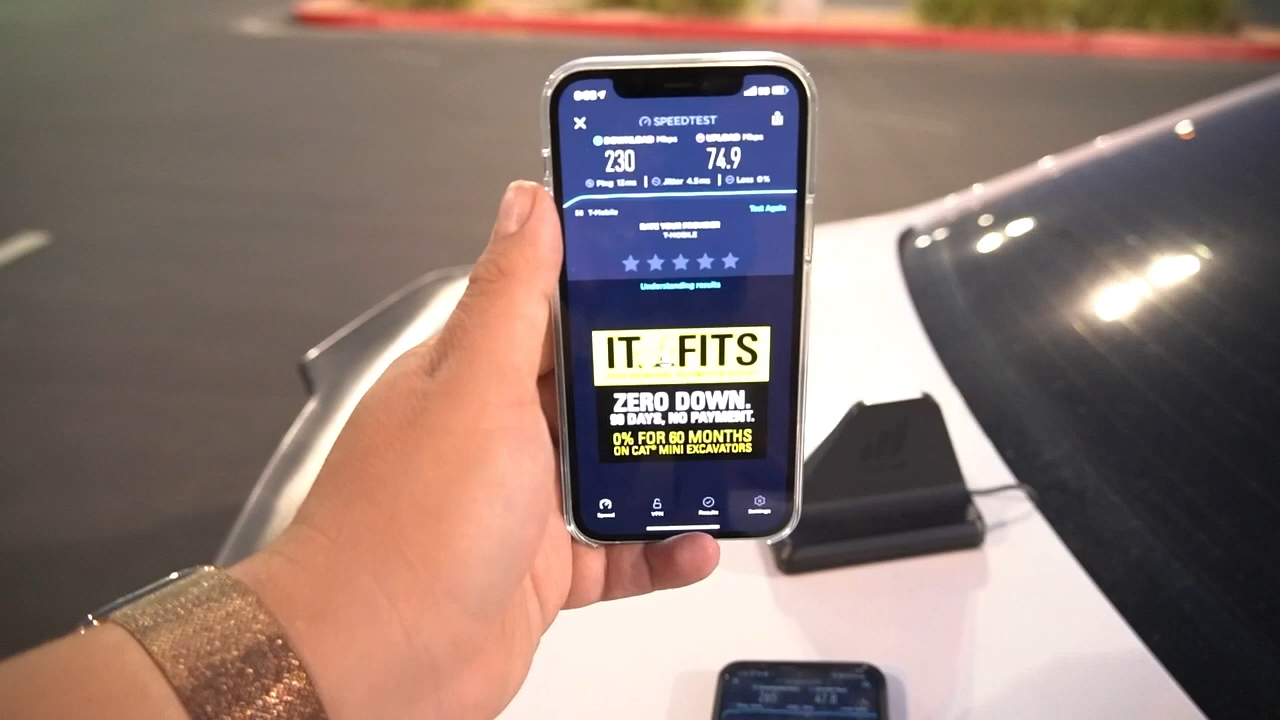 SPEEDTEST
DOWNLOAD Mbps UPLOAD Mbps
230 74.9
Ping 13ms Jitter 4.5ms Loss 0%
5G T-Mobile Test Again
RATE YOUR PROVIDER
T-MOBILE
Understanding results
IT FITS
ZERO DOWN.
90 DAYS, NO PAYMENT.
0% FOR 60 MONTHS
ON CAT® MINI EXCAVATORS
Speed VPN Results Settings